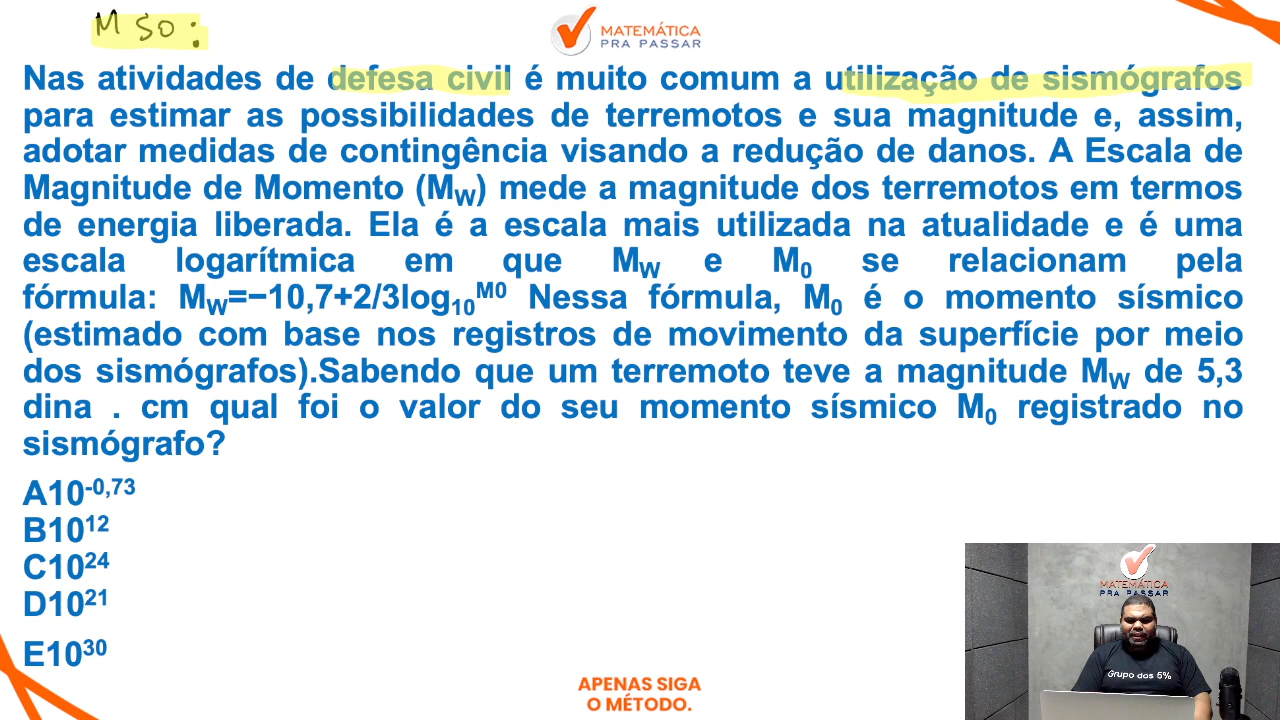 M SO:
MATEMÁTICA
PRA PASSAR
Nas atividades de defesa civil é muito comum a utilização de sismógrafos
para estimar as possibilidades de terremotos e sua magnitude e, assim,
adotar medidas de contingência visando a redução de danos. A Escala de
Magnitude de Momento (MW) mede a magnitude dos terremotos em termos
de energia liberada. Ela é a escala mais utilizada na atualidade e é uma
escala logarítmica em que MW e M0 se relacionam pela
fórmula: MW=−10,7+2/3log10M0 Nessa fórmula, M0 é o momento sísmico
(estimado com base nos registros de movimento da superfície por meio
dos sismógrafos).Sabendo que um terremoto teve a magnitude MW de 5,3
dina . cm qual foi o valor do seu momento sísmico M0 registrado no
sismógrafo?
A10-0,73
B1012
C1024
D1021
E1030
MATEMÁTICA
PRA PASSAR
Grupo dos 5%
APENAS SIGA
O MÉTODO.